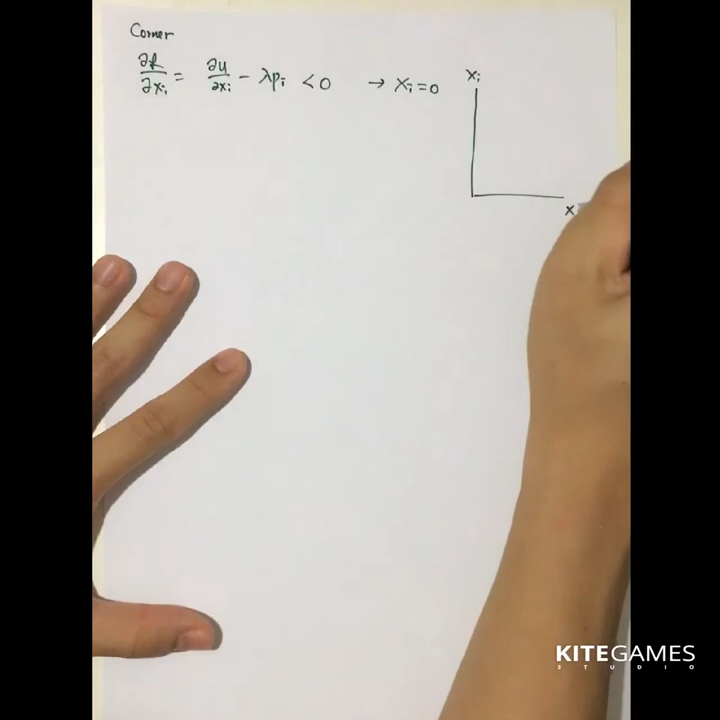 Corner
∂ℒ/∂xᵢ = ∂u/∂xᵢ − λpᵢ < 0 → xᵢ = 0
xᵢ
x
KITEGAMES
STUDIO